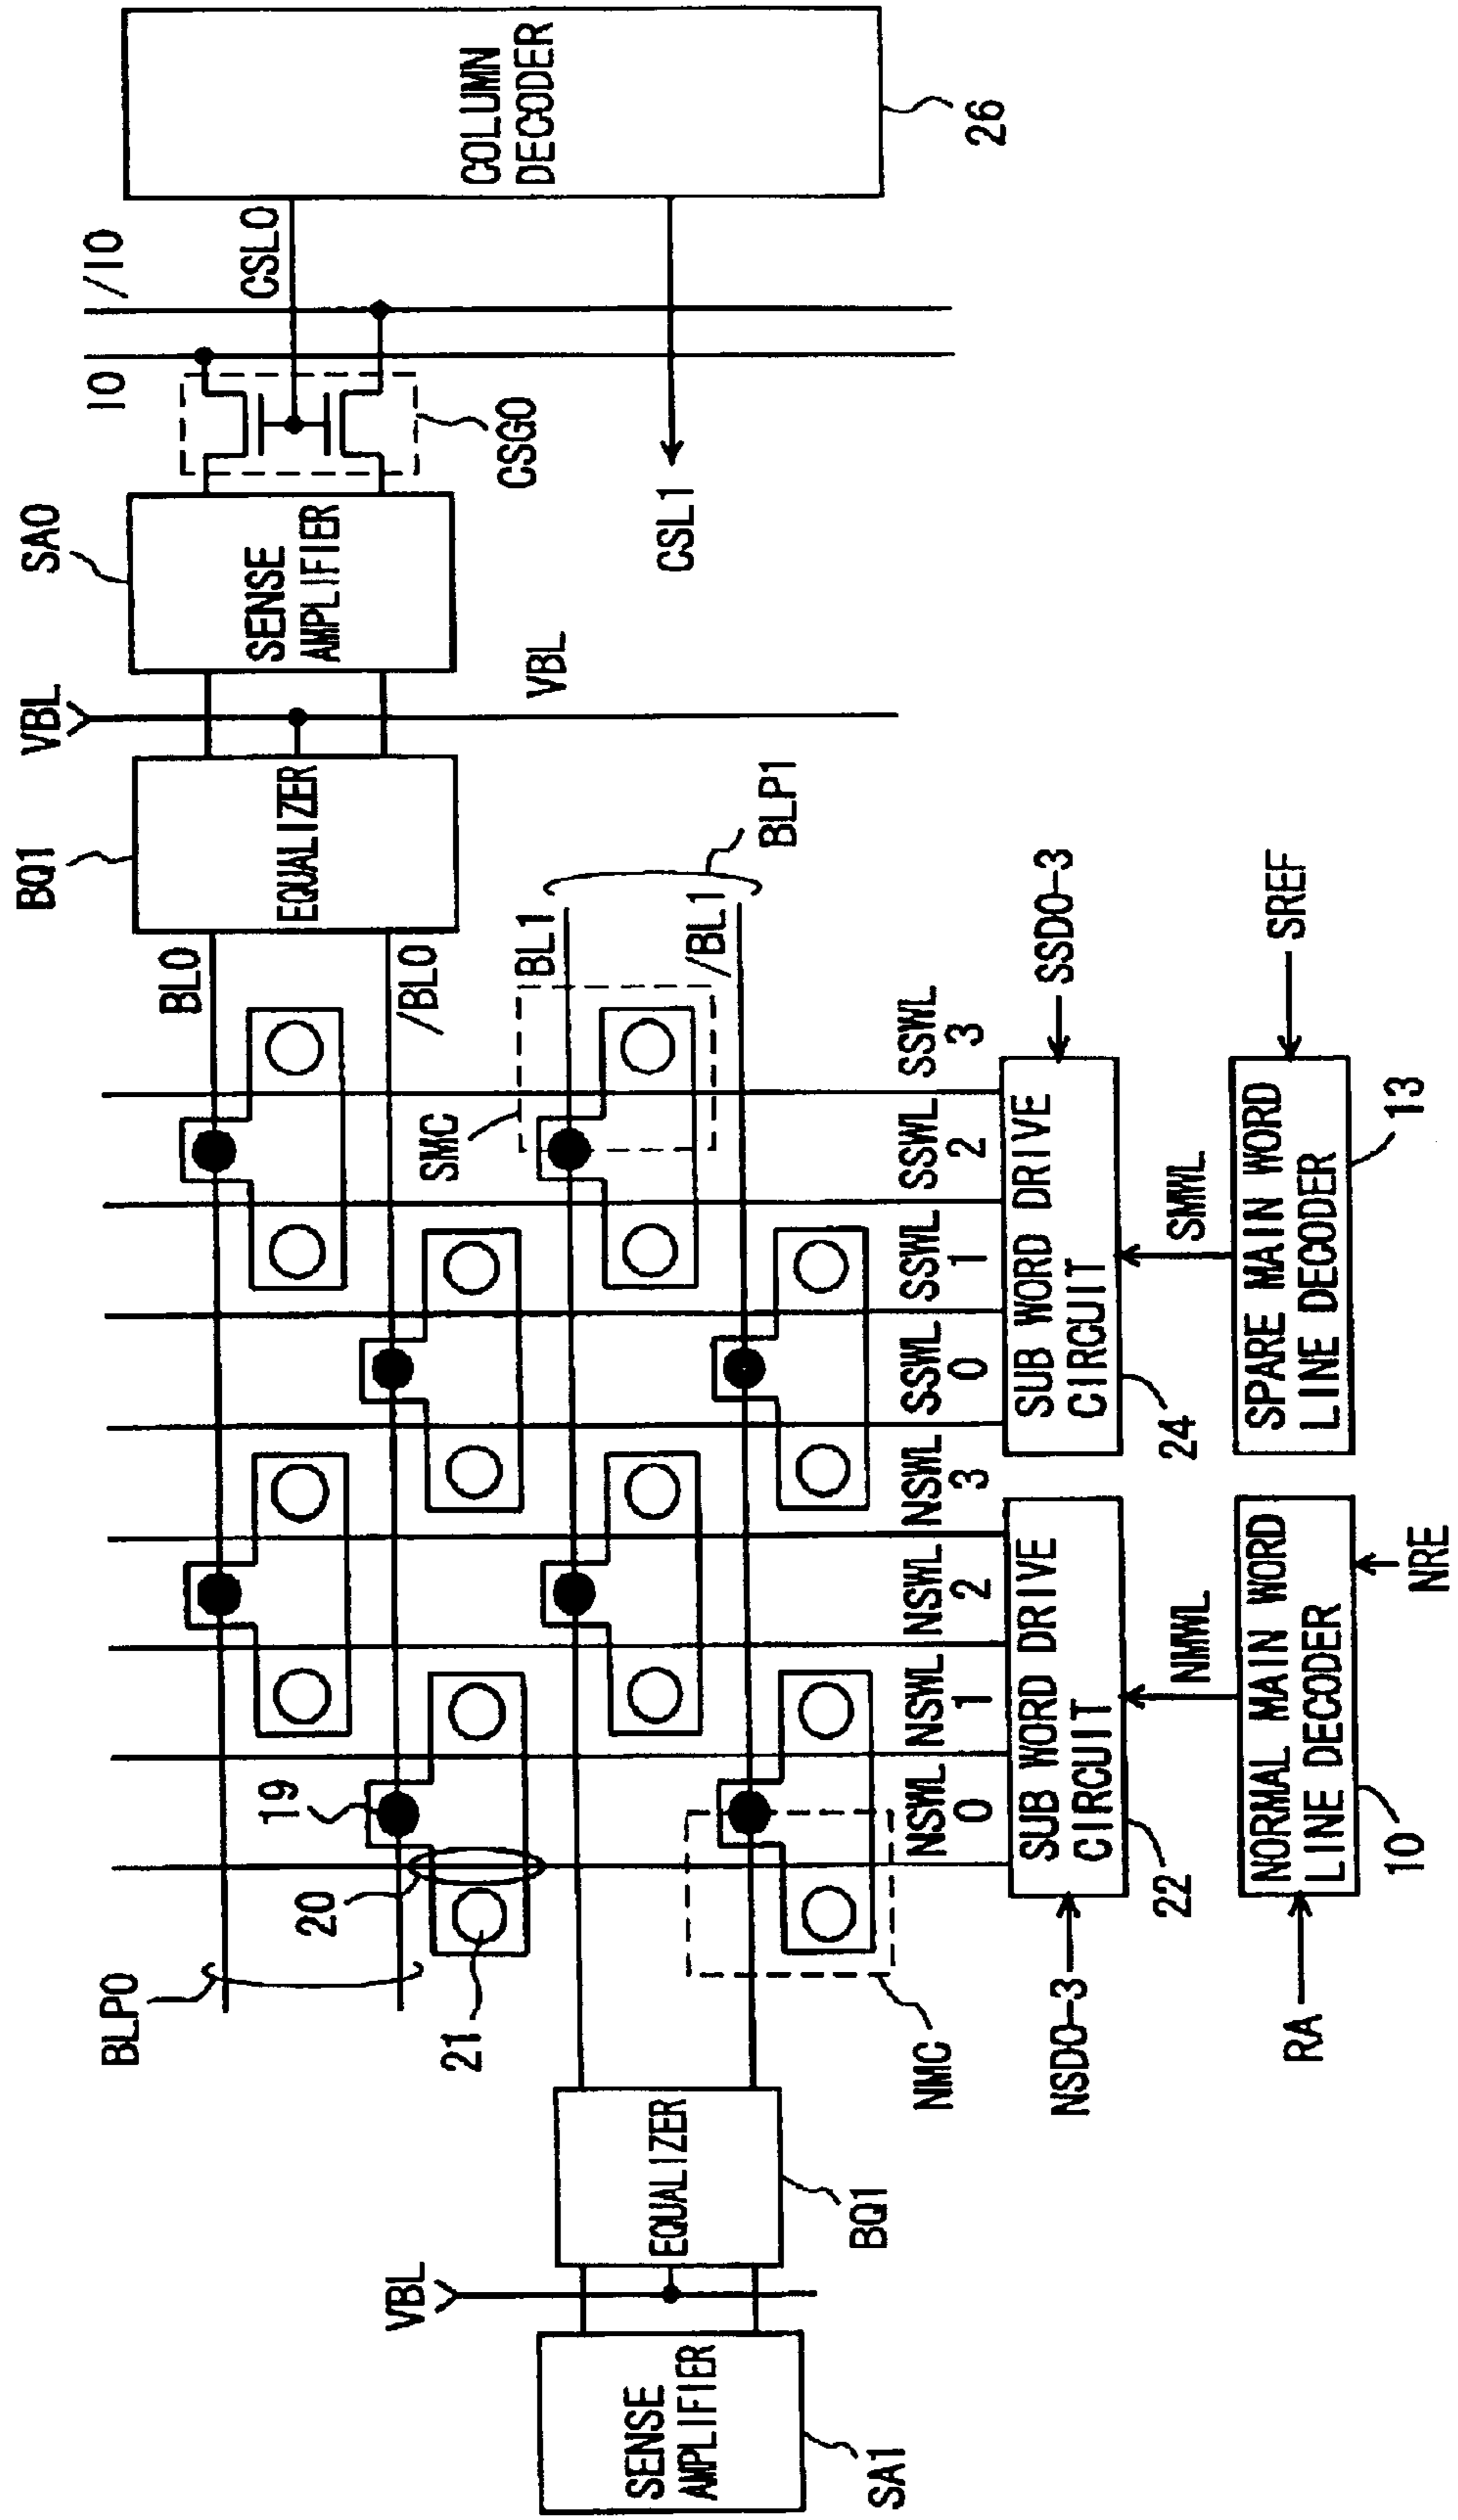 SENSE
AMPLIFIER
SA1
VBL
EQUALIZER
BQ1
BLP0
19
20
21
NMC
BL0
/BL0
BL1
/BL1
BLP1
SMC
BQ1
EQUALIZER
VBL
VBL
SA0
SENSE
AMPLIFIER
IO
/IO
CSG0
CSL0
CSL1
COLUMN
DECODER
26
NSWL
0
NSWL
1
NSWL
2
NSWL
3
SSWL
0
SSWL
1
SSWL
2
SSWL
3
NSD0-3
SUB WORD DRIVE
CIRCUIT
22
SUB WORD DRIVE
CIRCUIT
24
SSD0-3
NMWL
SMWL
RA
NORMAL MAIN WORD
LINE DECODER
10
NRE
SPARE MAIN WORD
LINE DECODER
13
SREF